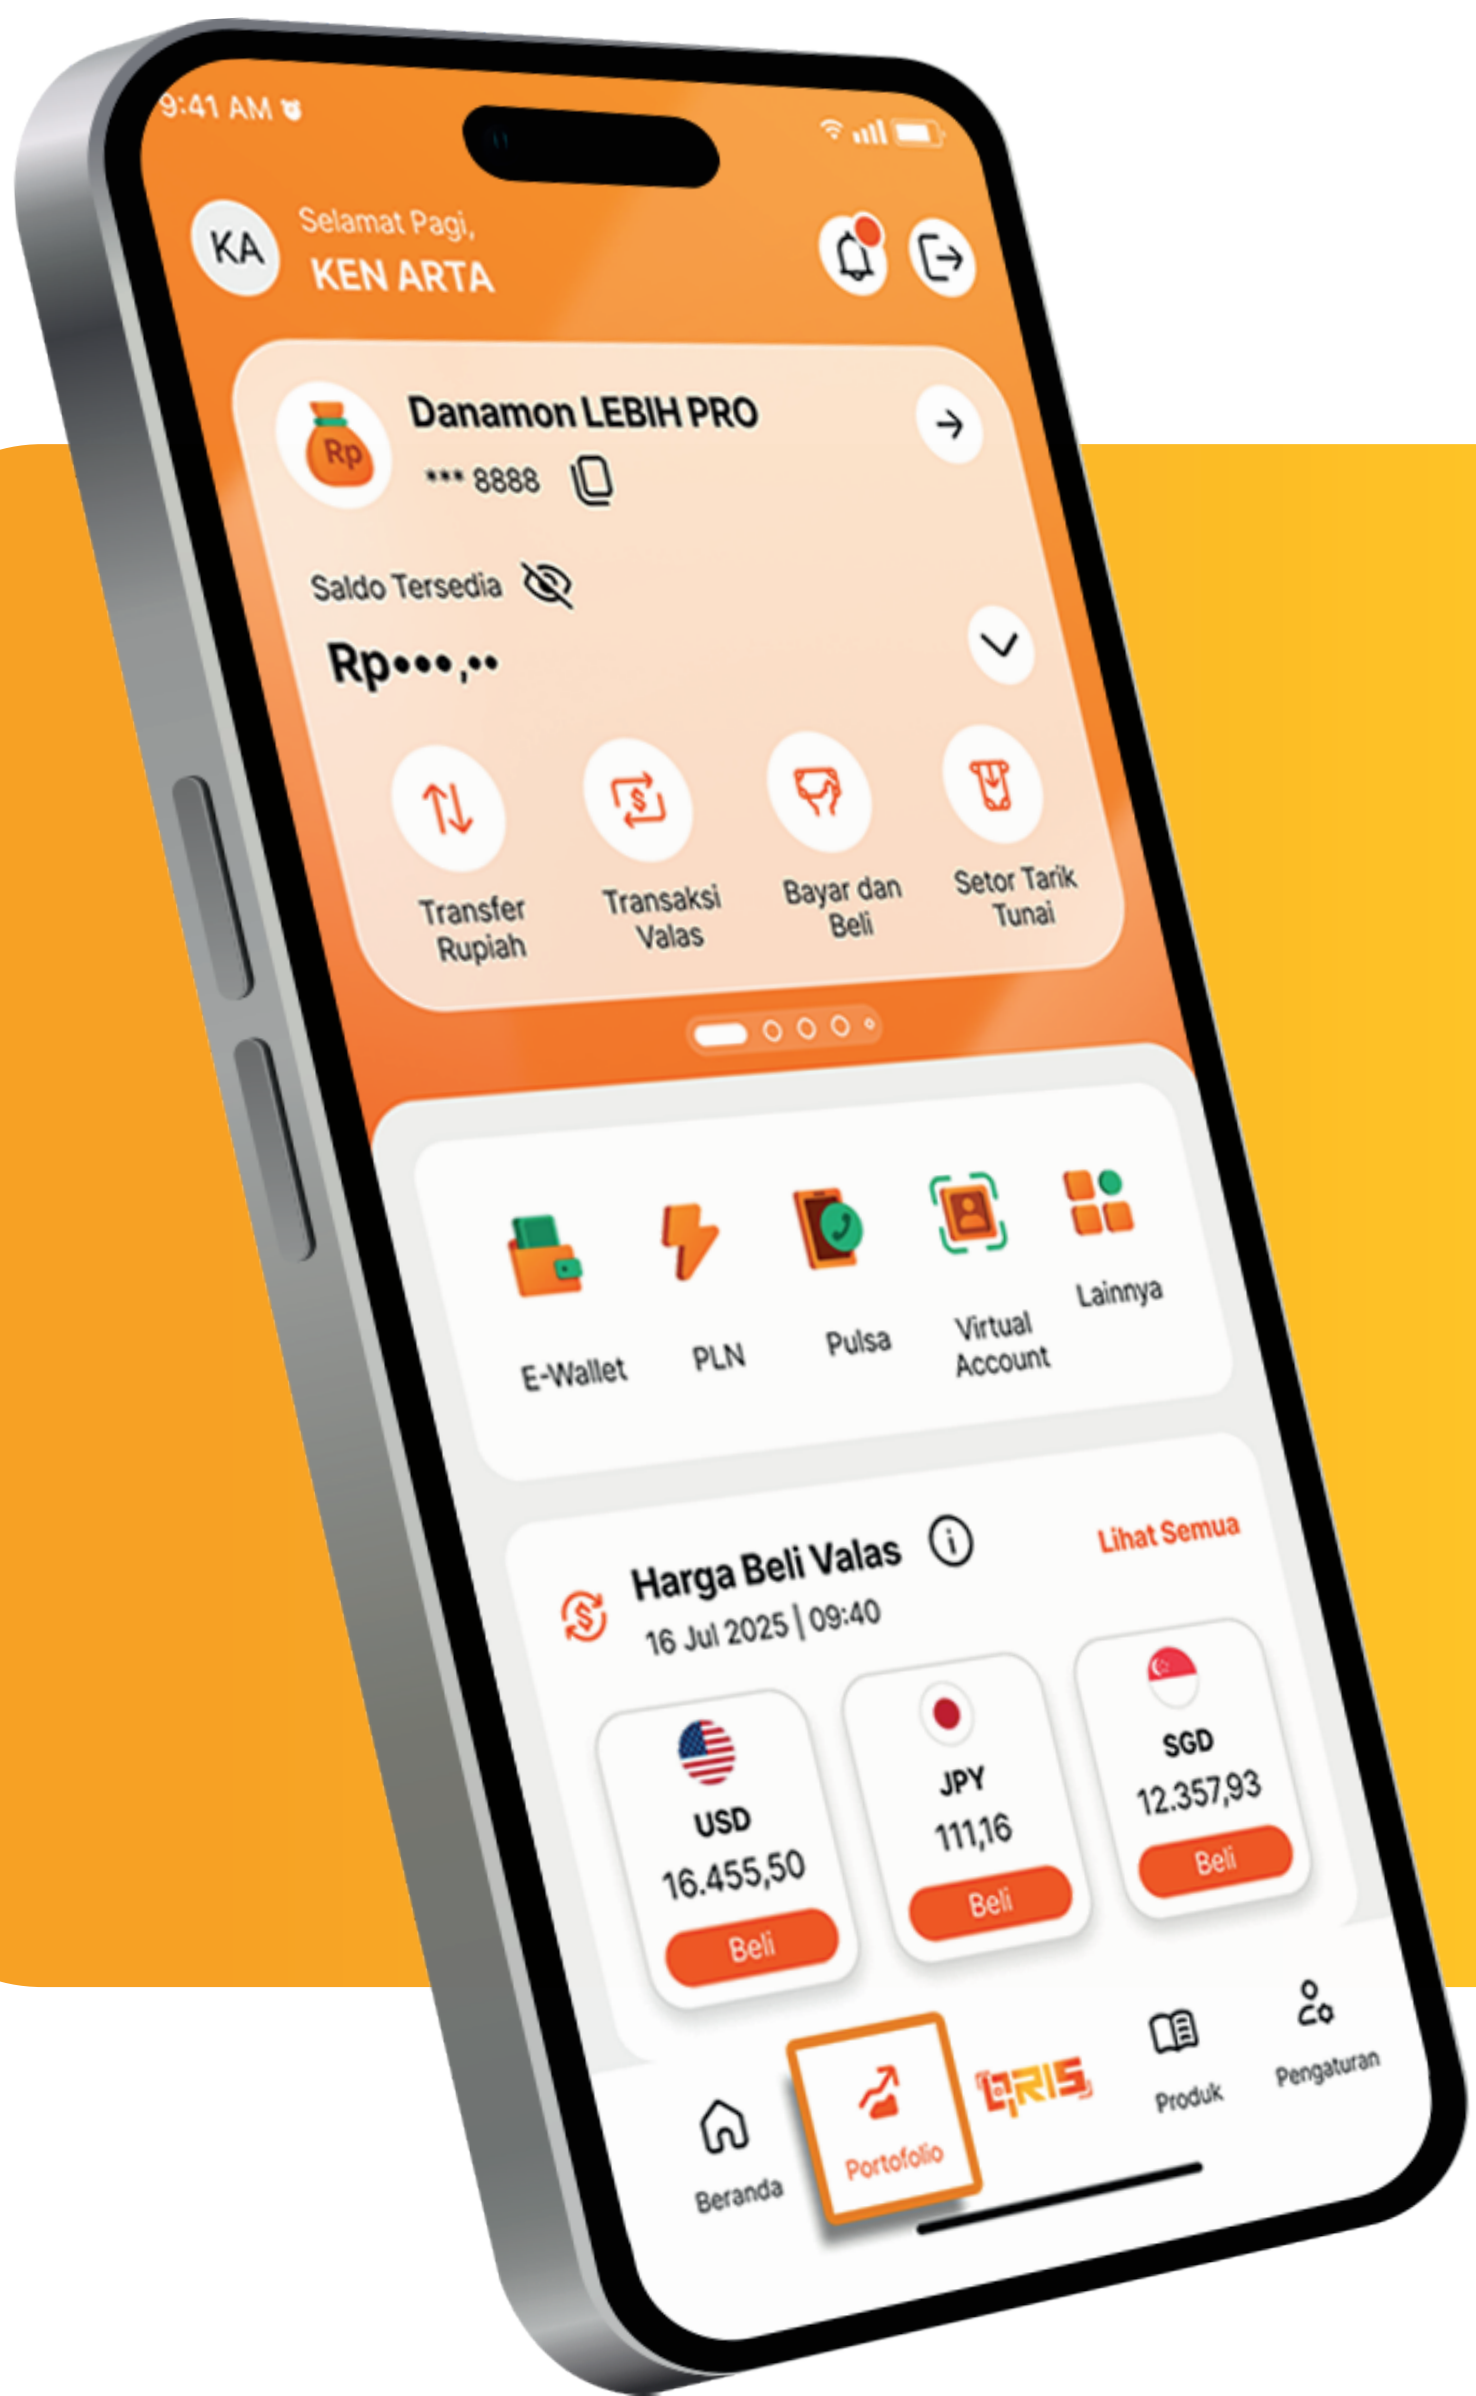 9:41 AM
KA
Selamat Pagi,
KEN ARTA
Danamon LEBIH PRO
Rp
*** 8888
Saldo Tersedia
Rp•••,••
Transfer
Rupiah
Transaksi
Valas
Bayar dan
Beli
Setor Tarik
Tunai
E-Wallet
PLN
Pulsa
Virtual
Account
Lainnya
Harga Beli Valas
Lihat Semua
16 Jul 2025 | 09:40
USD
16.455,50
Beli
JPY
111,16
Beli
SGD
12.357,93
Beli
Beranda
Portofolio
QRIS
Produk
Pengaturan